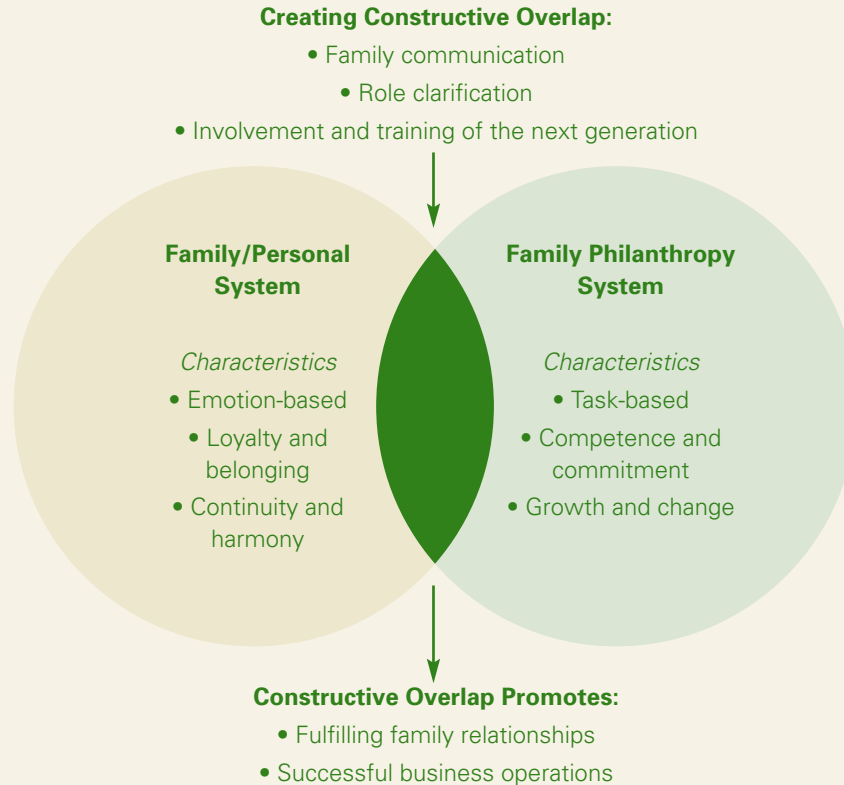 Creating Constructive Overlap:
• Family communication
• Role clarification
• Involvement and training of the next generation
Family/Personal
System
Characteristics
• Emotion-based
• Loyalty and
belonging
• Continuity and
harmony
Family Philanthropy
System
Characteristics
• Task-based
• Competence and
commitment
• Growth and change
Constructive Overlap Promotes:
• Fulfilling family relationships
• Successful business operations